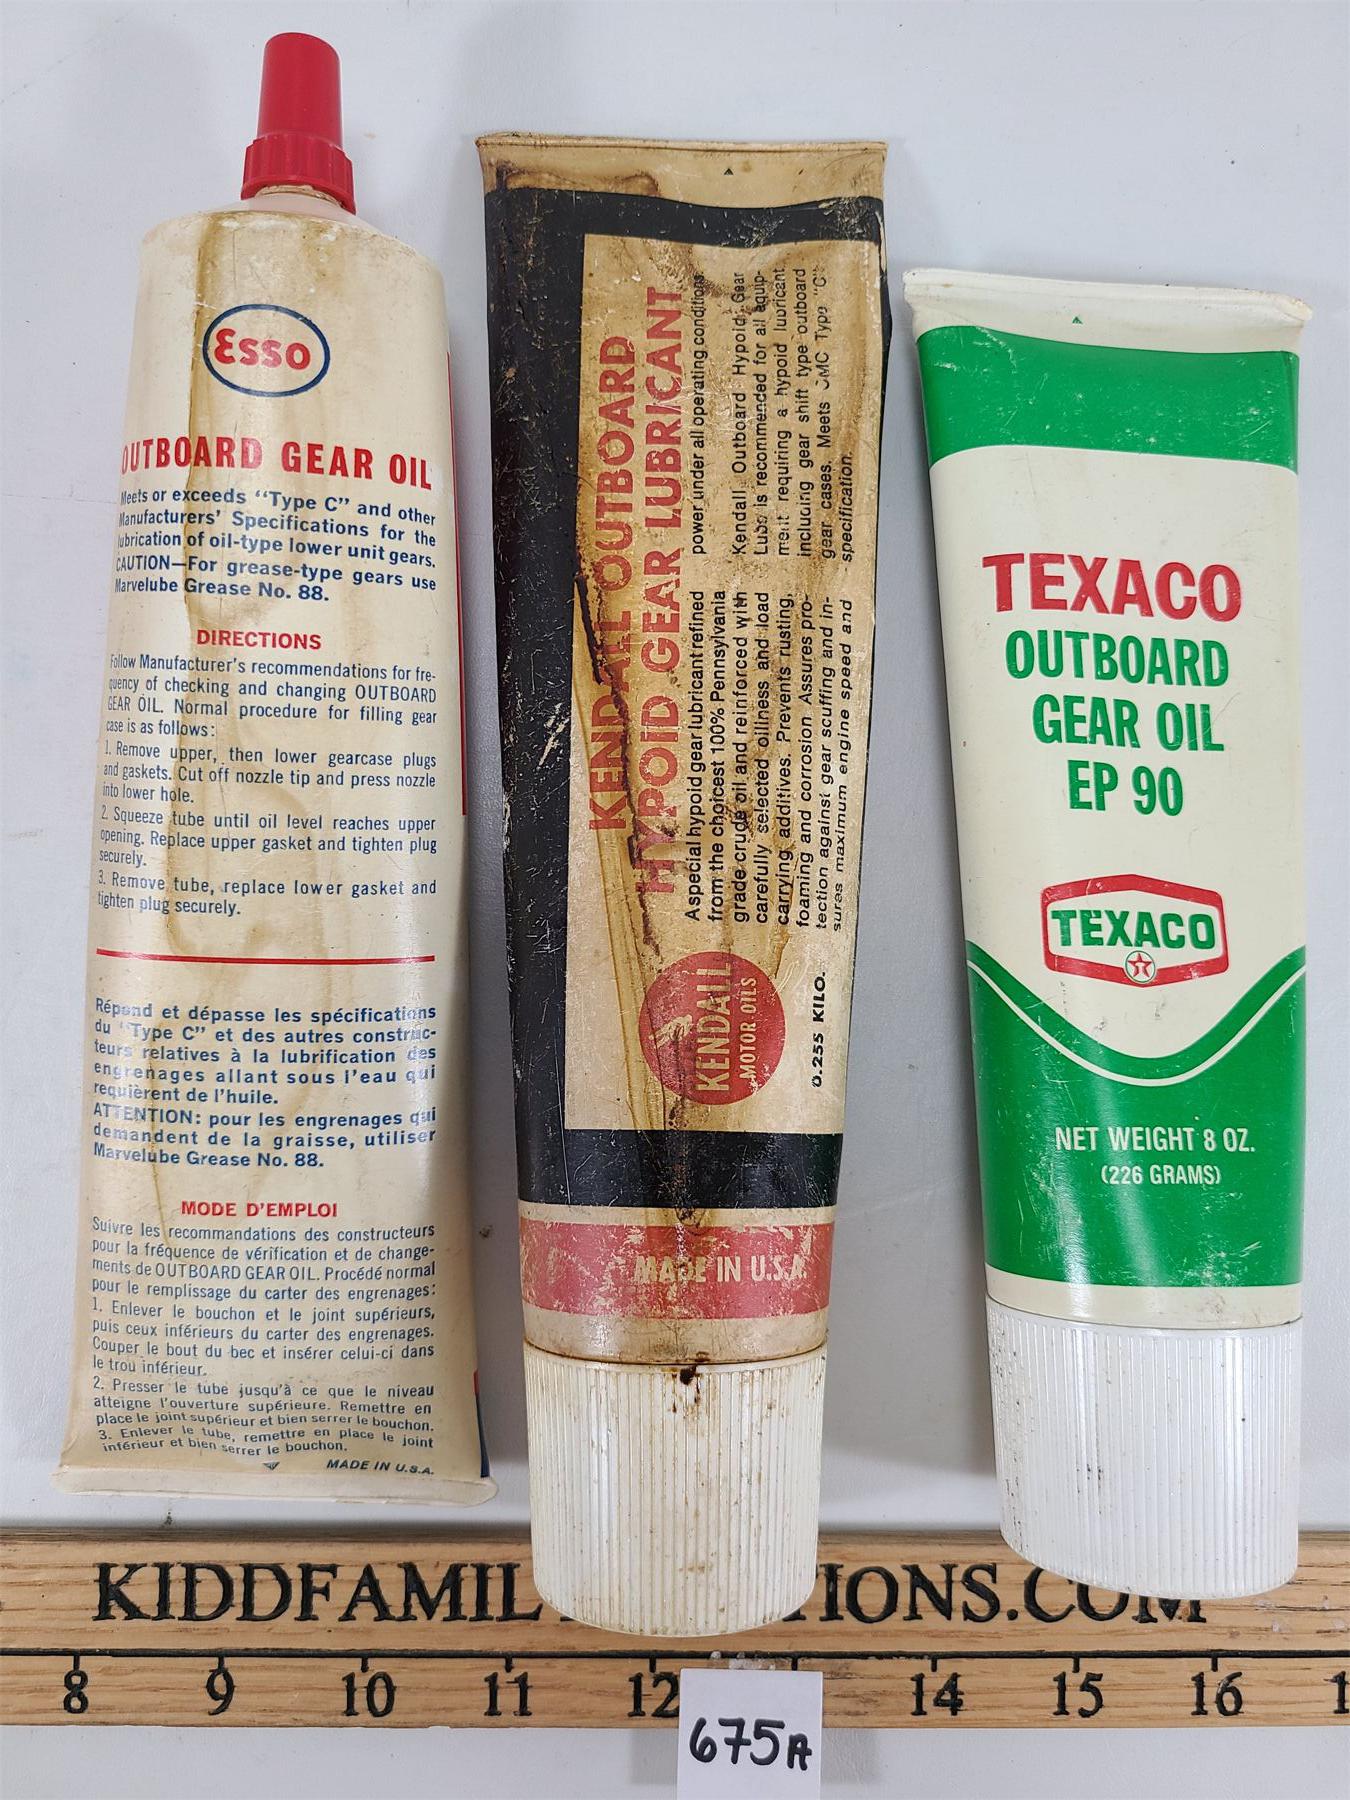 Esso
OUTBOARD GEAR OIL
Meets or exceeds "Type C" and other
Manufacturers' Specifications for the
lubrication of oil-type lower unit gears.
CAUTION—For grease-type gears use
Marvelube Grease No. 88.
DIRECTIONS
Follow Manufacturer's recommendations for fre-
quency of checking and changing OUTBOARD
GEAR OIL. Normal procedure for filling gear
case is as follows:
1. Remove upper, then lower gearcase plugs
and gaskets. Cut off nozzle tip and press nozzle
into lower hole.
2. Squeeze tube until oil level reaches upper
opening. Replace upper gasket and tighten plug
securely.
3. Remove tube, replace lower gasket and
tighten plug securely.
Répond et dépasse les spécifications
du "Type C" et des autres construc-
teurs relatives à la lubrification des
engrenages allant sous l'eau qui
requièrent de l'huile.
ATTENTION: pour les engrenages qui
demandent de la graisse, utiliser
Marvelube Grease No. 88.
MODE D'EMPLOI
Suivre les recommandations des constructeurs
pour la fréquence de vérification et de change-
ments de OUTBOARD GEAR OIL. Procédé normal
pour le remplissage du carter des engrenages:
1. Enlever le bouchon et le joint supérieurs,
puis ceux inférieurs du carter des engrenages.
Couper le bout du bec et insérer celui-ci dans
le trou inférieur.
2. Presser le tube jusqu'à ce que le niveau
atteigne l'ouverture supérieure. Remettre en
place le joint supérieur et bien serrer le bouchon.
3. Enlever le tube, remettre en place le joint
inférieur et bien serrer le bouchon.
MADE IN U.S.A.
KENDALL OUTBOARD
HYPOID GEAR LUBRICANT
A special hypoid gear lubricant refined
from the choicest 100% Pennsylvania
grade crude oil and reinforced with
carefully selected oiliness and load
carrying additives. Prevents rusting,
foaming and corrosion. Assures pro-
tection against gear scuffing and in-
sures maximum engine speed and
power under all operating conditions.
Kendall Outboard Hypoid Gear
Lube is recommended for all equip-
ment requiring a hypoid lubricant
including gear shift type outboard
gear cases. Meets OMC Type "C"
specification.
KENDALL
MOTOR OILS
0.255 KILO.
MADE IN U.S.A.
TEXACO
OUTBOARD
GEAR OIL
EP 90
TEXACO
T
NET WEIGHT 8 OZ.
(226 GRAMS)
KIDDFAMIL TIONS.COM
8 9 10 11 12 14 15 16 1
675A